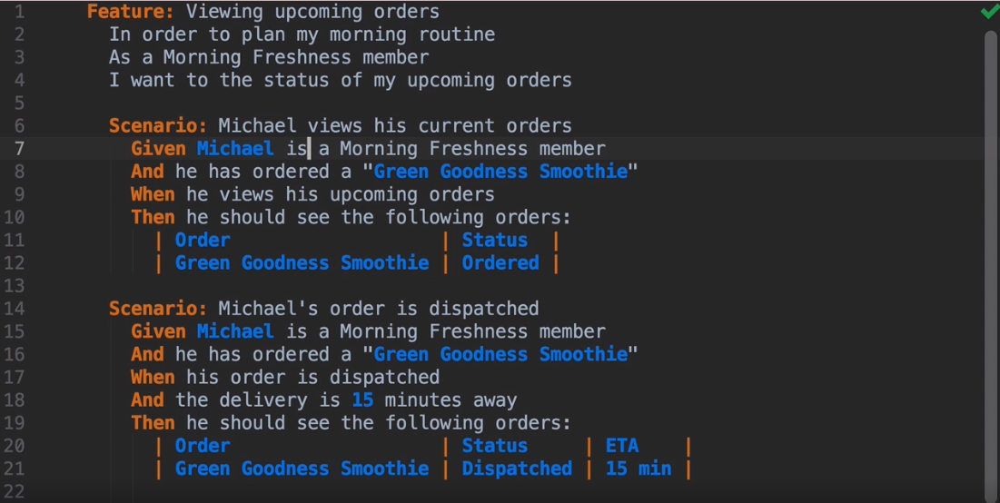 1 Feature: Viewing upcoming orders
2 In order to plan my morning routine
3 As a Morning Freshness member
4 I want to the status of my upcoming orders
5
6 Scenario: Michael views his current orders
7 Given Michael is a Morning Freshness member
8 And he has ordered a "Green Goodness Smoothie"
9 When he views his upcoming orders
10 Then he should see the following orders:
11 | Order | Status |
12 | Green Goodness Smoothie | Ordered |
13
14 Scenario: Michael's order is dispatched
15 Given Michael is a Morning Freshness member
16 And he has ordered a "Green Goodness Smoothie"
17 When his order is dispatched
18 And the delivery is 15 minutes away
19 Then he should see the following orders:
20 | Order | Status | ETA |
21 | Green Goodness Smoothie | Dispatched | 15 min |
22